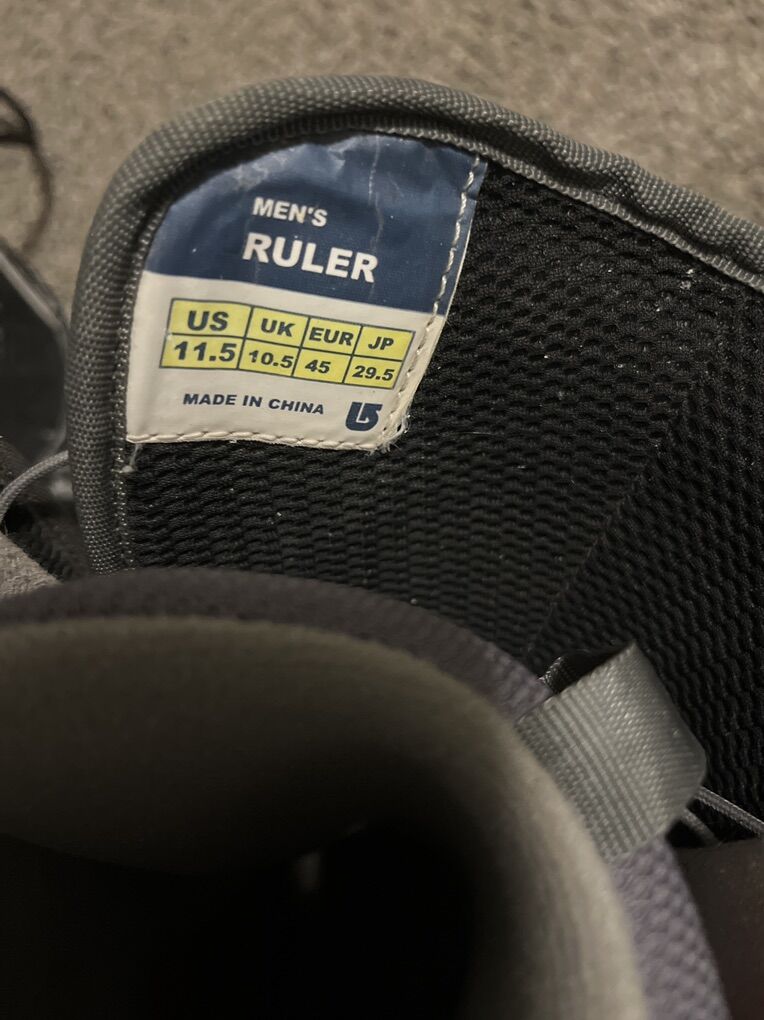 MEN'S
RULER
US UK EUR JP
11.5 10.5 45 29.5
MADE IN CHINA